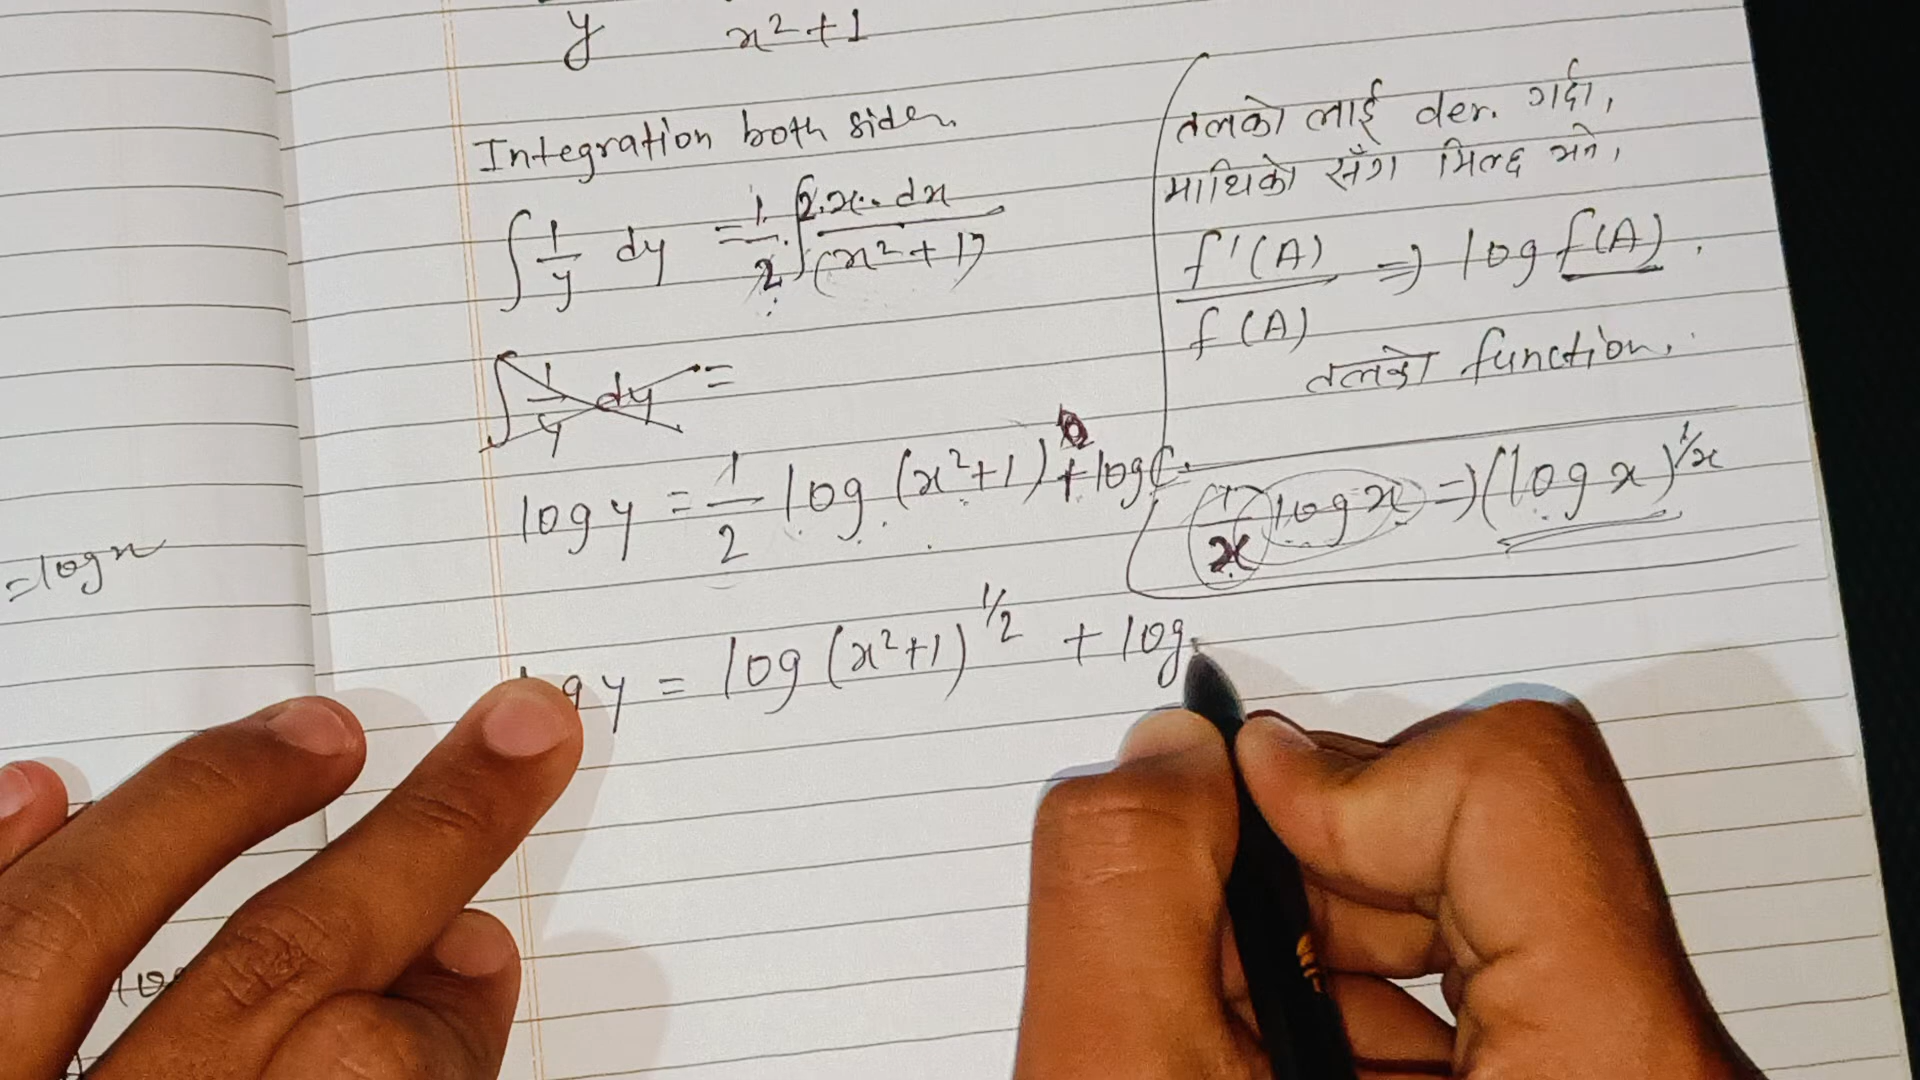 y x²+1
Integration both sides.
∫ 1/y dy = 1/2 ∫ 2.x. dx / (x²+1)
∫ 1/y dy =
log y = 1/2 log (x²+1) + log C.
log y = log (x²+1)^1/2 + log
तलको लाई der. गर्दा,
माथिको सँग मिल्छ भने,
f'(A) / f(A) ⇒ log f(A).
तलको function.
1/x log x ⇒ (log x)^1/x
= log x